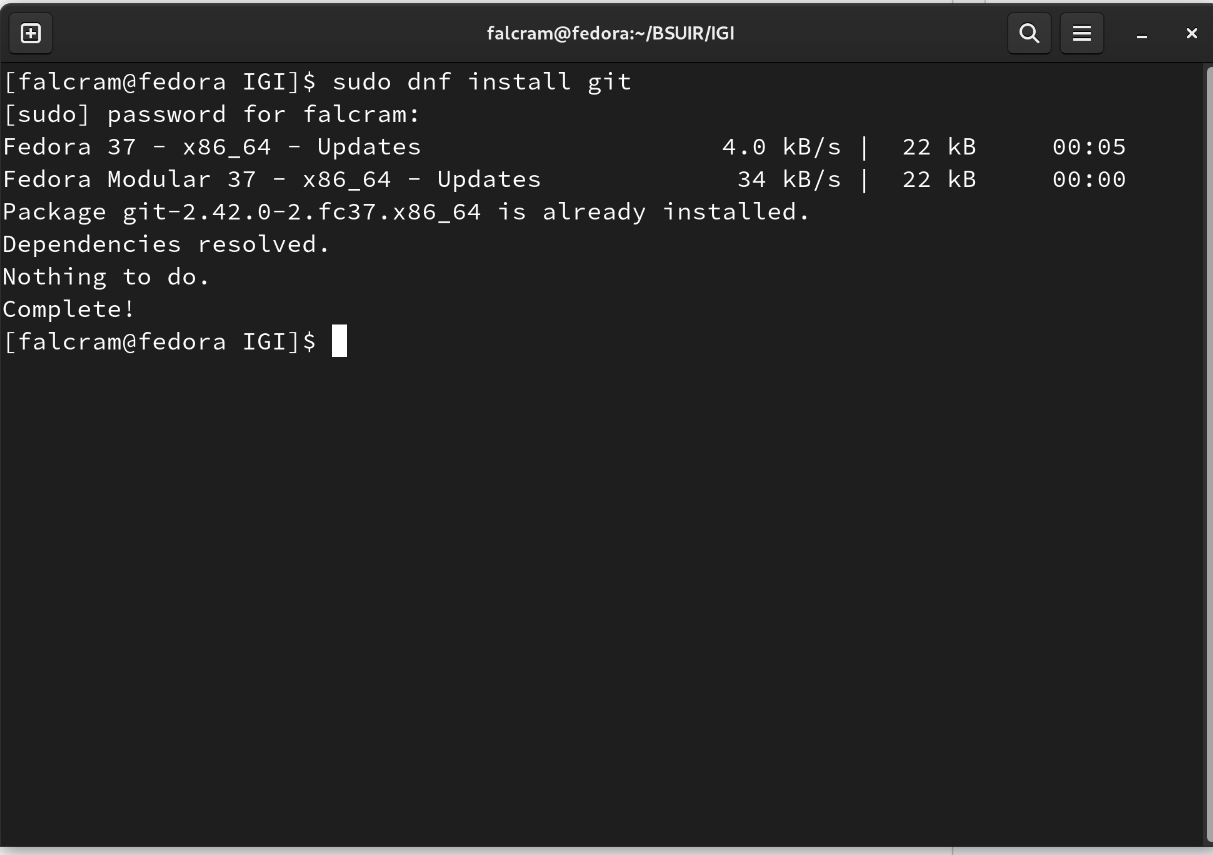 falcram@fedora:~/BSUIR/IGI
[falcram@fedora IGI]$ sudo dnf install git
[sudo] password for falcram:
Fedora 37 - x86_64 - Updates 4.0 kB/s | 22 kB 00:05
Fedora Modular 37 - x86_64 - Updates 34 kB/s | 22 kB 00:00
Package git-2.42.0-2.fc37.x86_64 is already installed.
Dependencies resolved.
Nothing to do.
Complete!
[falcram@fedora IGI]$